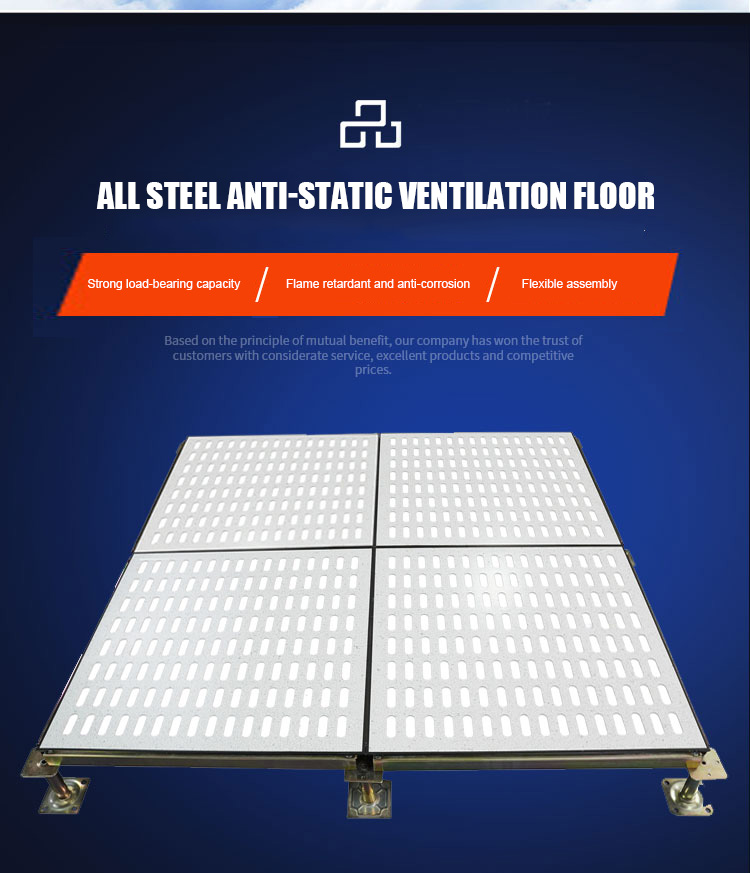 ALL STEEL ANTI-STATIC VENTILATION FLOOR
Strong load-bearing capacity
Flame retardant and anti-corrosion
Flexible assembly
Based on the principle of mutual benefit, our company has won the trust of
customers with considerate service, excellent products and competitive
prices.